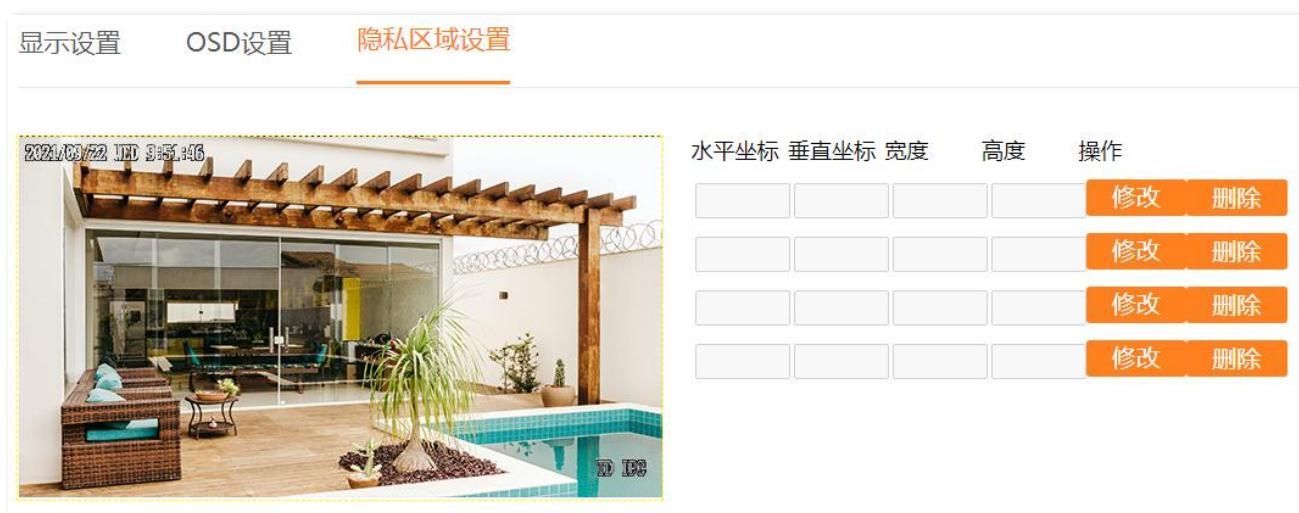 显示设置 OSD设置 隐私区域设置
2021/09/22 WED 9:51:46
水平坐标 垂直坐标 宽度 高度 操作
修改 删除
修改 删除
修改 删除
修改 删除
IPC